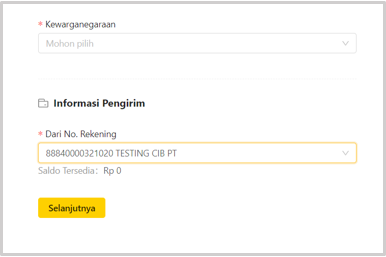 * Kewarganegaraan
Mohon pilih
Informasi Pengirim
* Dari No. Rekening
88840000321020 TESTING CIB PT
Saldo Tersedia: Rp 0
Selanjutnya